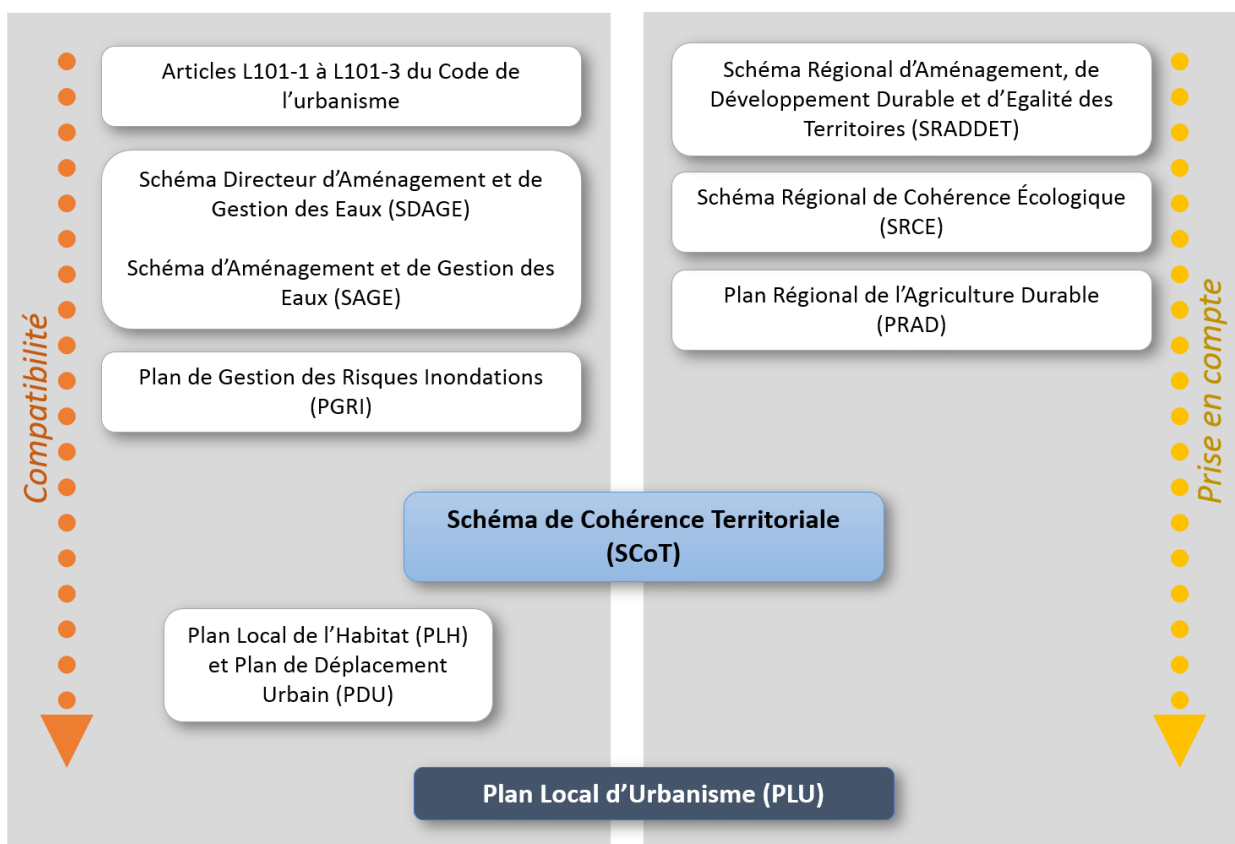 Compatibilité
Articles L101-1 à L101-3 du Code de
l'urbanisme
Schéma Directeur d'Aménagement et de
Gestion des Eaux (SDAGE)
Schéma d'Aménagement et de Gestion des
Eaux (SAGE)
Plan de Gestion des Risques Inondations
(PGRI)
Schéma Régional d'Aménagement, de
Développement Durable et d'Egalité des
Territoires (SRADDET)
Schéma Régional de Cohérence Écologique
(SRCE)
Plan Régional de l'Agriculture Durable
(PRAD)
Prise en compte
Schéma de Cohérence Territoriale
(SCoT)
Plan Local de l'Habitat (PLH)
et Plan de Déplacement
Urbain (PDU)
Plan Local d'Urbanisme (PLU)